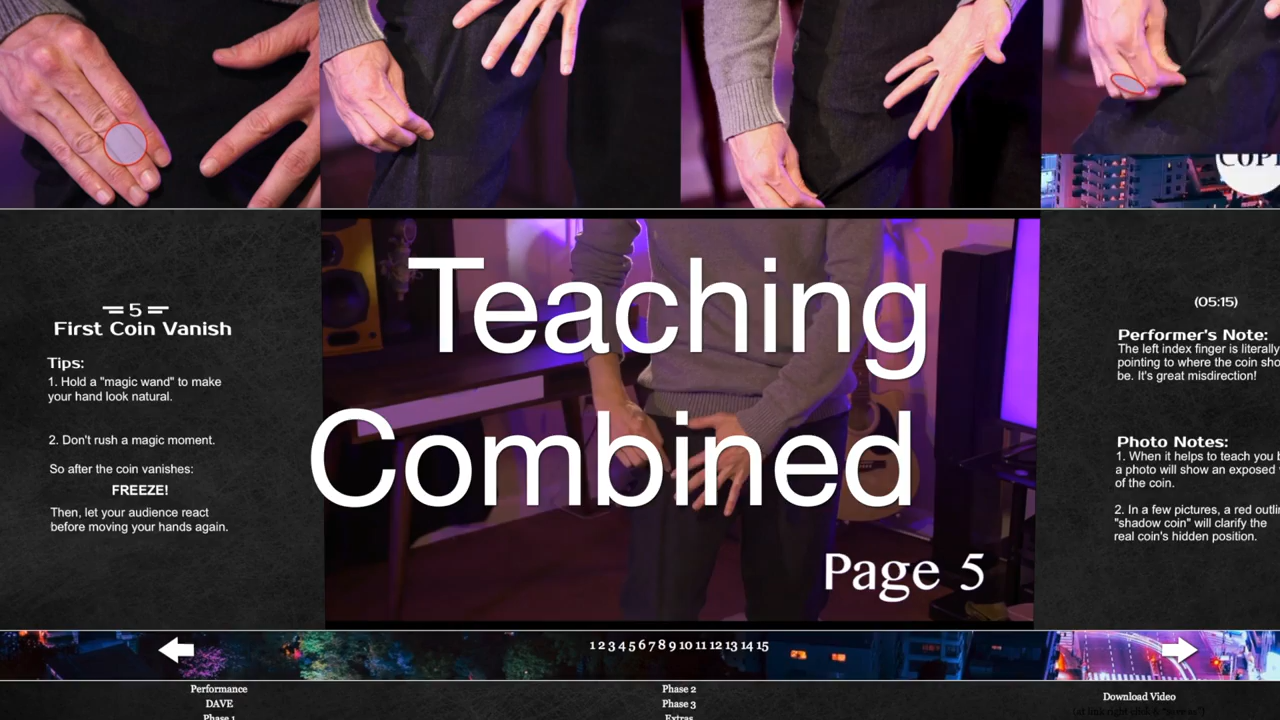 5
First Coin Vanish
Tips:
1. Hold a "magic wand" to make
your hand look natural.
2. Don't rush a magic moment.
So after the coin vanishes:
FREEZE!
Then, let your audience react
before moving your hands again.
Teaching
Combined
Page 5
(05:15)
Performer's Note:
The left index finger is literally
pointing to where the coin
be. It's great misdirection!
Photo Notes:
1. When it helps to teach you
a photo will show an exposed
of the coin.
2. In a few pictures, a red
"shadow coin" will clarify the
real coin's hidden position.
1 2 3 4 5 6 7 8 9 10 11 12 13 14 15
Performance
DAVE
Phase 1
Phase 2
Phase 3
Extras
Download Video